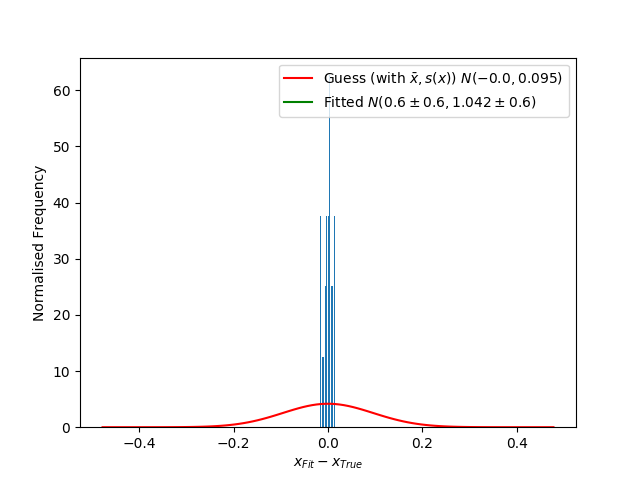 Guess (with x̄, s(x)) N(−0.0, 0.095)
Fitted N(0.6 ± 0.6, 1.042 ± 0.6)
Normalised Frequency
60
50
40
30
20
10
0
−0.4 −0.2 0.0 0.2 0.4
x_Fit − x_True